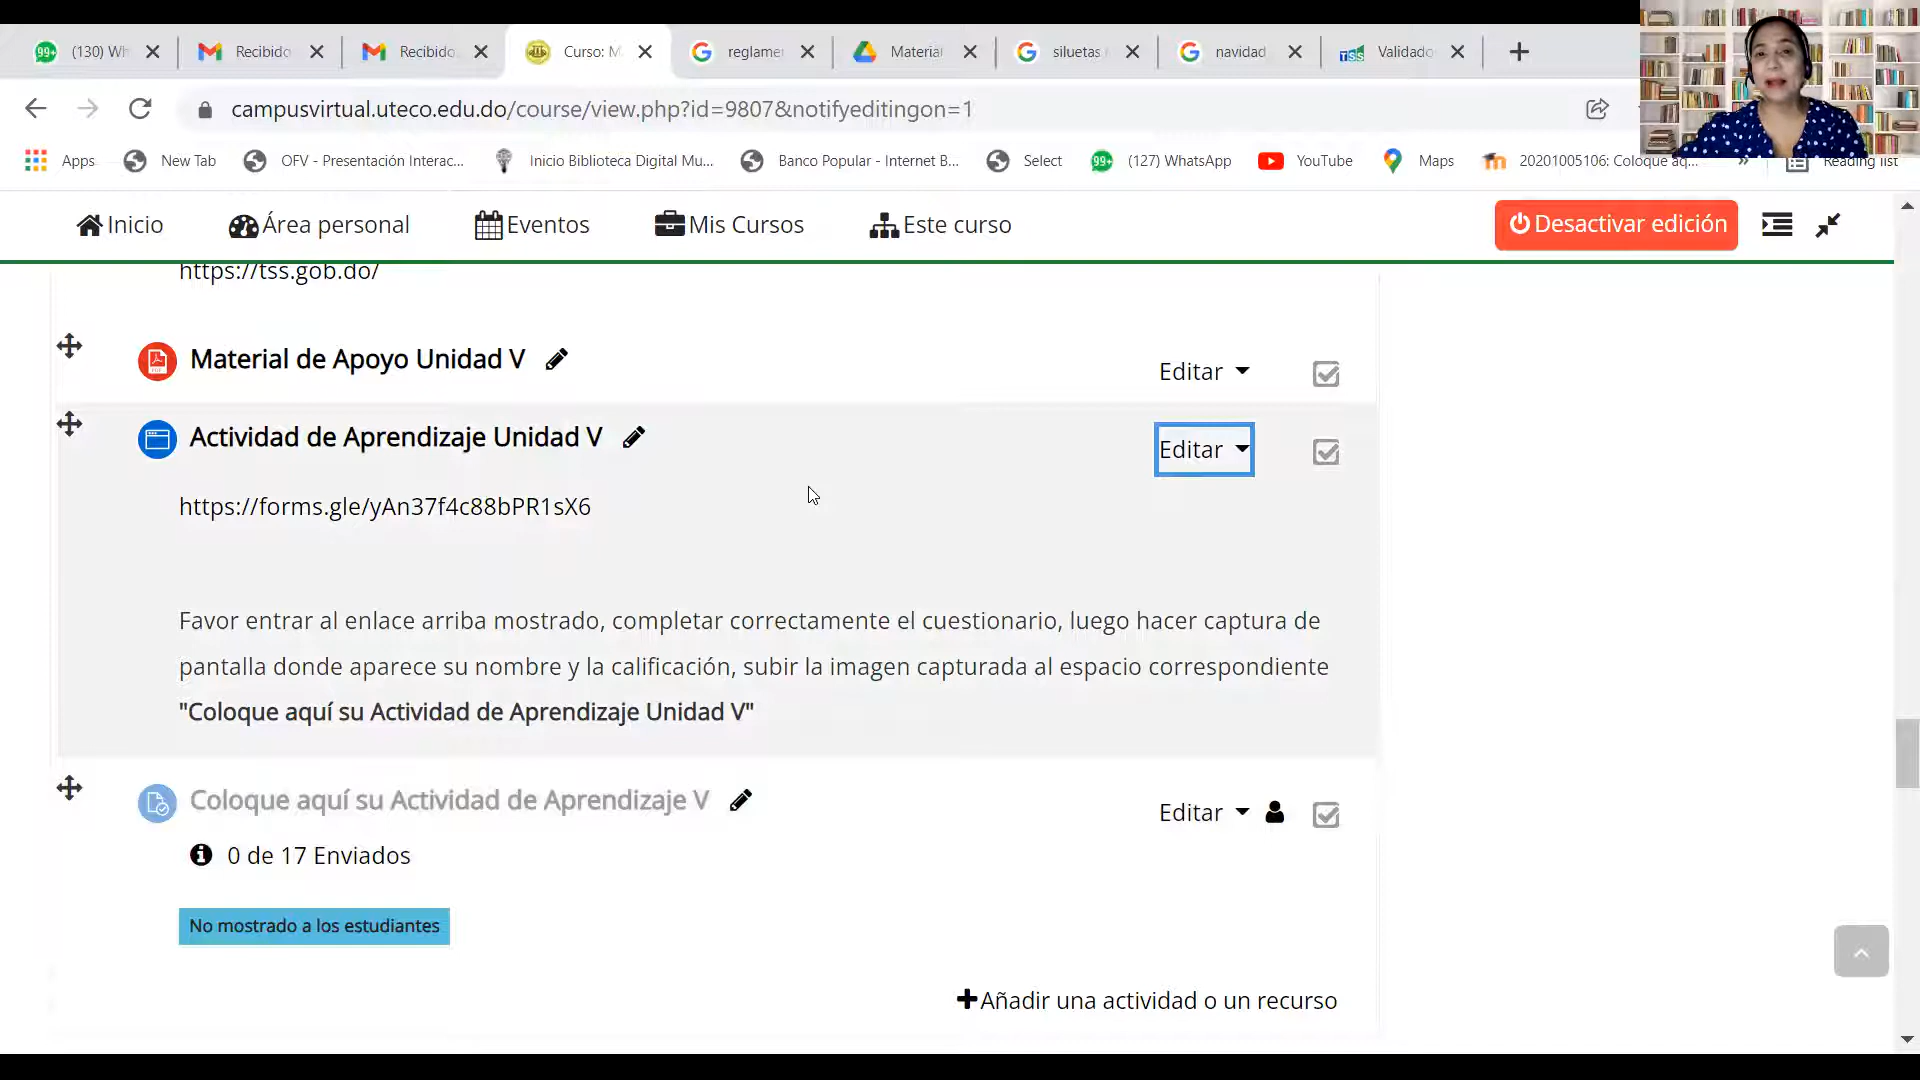 99+ (130) Wh
Recibido
Recibido
Curso: M
reglame
Material
siluetas
navidad
TSS Validado
campusvirtual.uteco.edu.do/course/view.php?id=9807&notifyeditingon=1
Apps
New Tab
OFV - Presentación Interac...
Inicio Biblioteca Digital Mu...
Banco Popular - Internet B...
Select
99+ (127) WhatsApp
YouTube
Maps
20201005106: Coloque aq...
»
Reading list
Inicio
Área personal
Eventos
Mis Cursos
Este curso
Desactivar edición
https://tss.gob.do/
Material de Apoyo Unidad V
Editar
Actividad de Aprendizaje Unidad V
Editar
https://forms.gle/yAn37f4c88bPR1sX6
Favor entrar al enlace arriba mostrado, completar correctamente el cuestionario, luego hacer captura de
pantalla donde aparece su nombre y la calificación, subir la imagen capturada al espacio correspondiente
"Coloque aquí su Actividad de Aprendizaje Unidad V"
Coloque aquí su Actividad de Aprendizaje V
Editar
0 de 17 Enviados
No mostrado a los estudiantes
+Añadir una actividad o un recurso